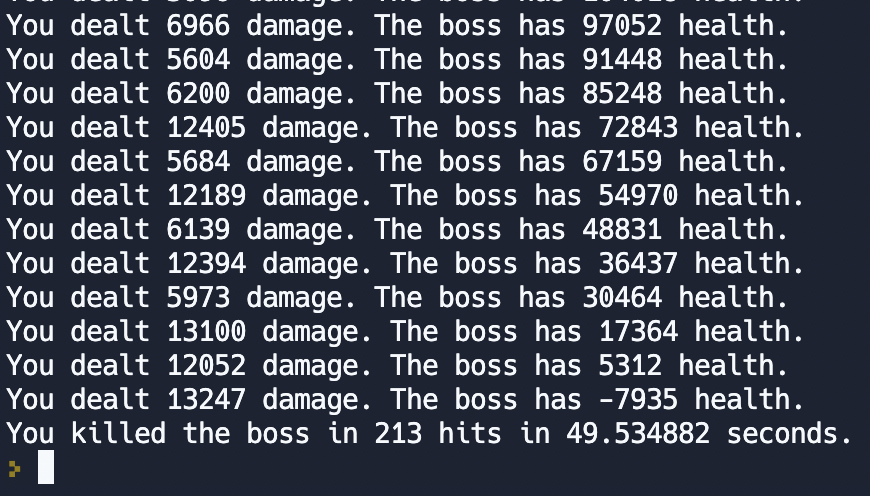 You dealt 6966 damage. The boss has 97052 health.
You dealt 5604 damage. The boss has 91448 health.
You dealt 6200 damage. The boss has 85248 health.
You dealt 12405 damage. The boss has 72843 health.
You dealt 5684 damage. The boss has 67159 health.
You dealt 12189 damage. The boss has 54970 health.
You dealt 6139 damage. The boss has 48831 health.
You dealt 12394 damage. The boss has 36437 health.
You dealt 5973 damage. The boss has 30464 health.
You dealt 13100 damage. The boss has 17364 health.
You dealt 12052 damage. The boss has 5312 health.
You dealt 13247 damage. The boss has -7935 health.
You killed the boss in 213 hits in 49.534882 seconds.